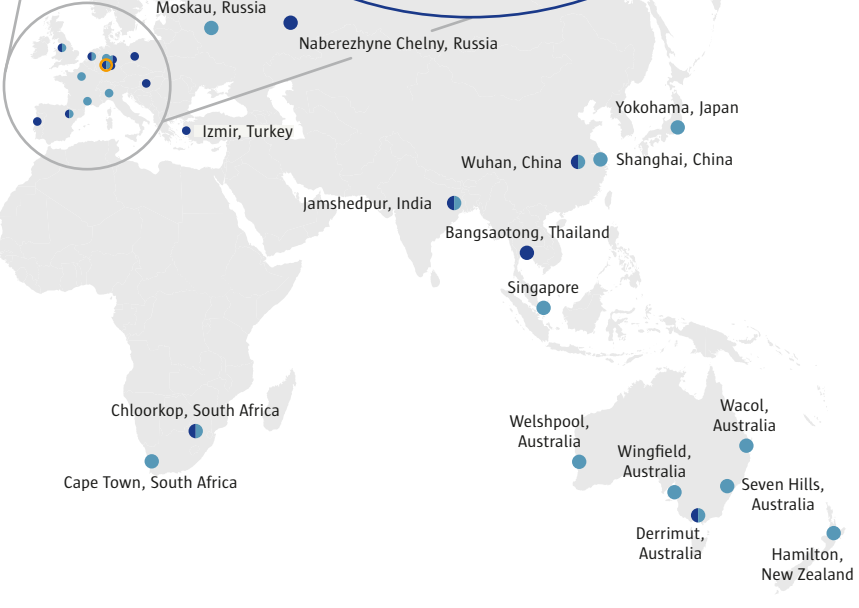 Moskau, Russia
Naberezhyne Chelny, Russia
Yokohama, Japan
Izmir, Turkey
Wuhan, China
Shanghai, China
Jamshedpur, India
Bangsaotong, Thailand
Singapore
Chloorkop, South Africa
Cape Town, South Africa
Welshpool,
Australia
Wacol,
Australia
Wingfield,
Australia
Seven Hills,
Australia
Derrimut,
Australia
Hamilton,
New Zealand